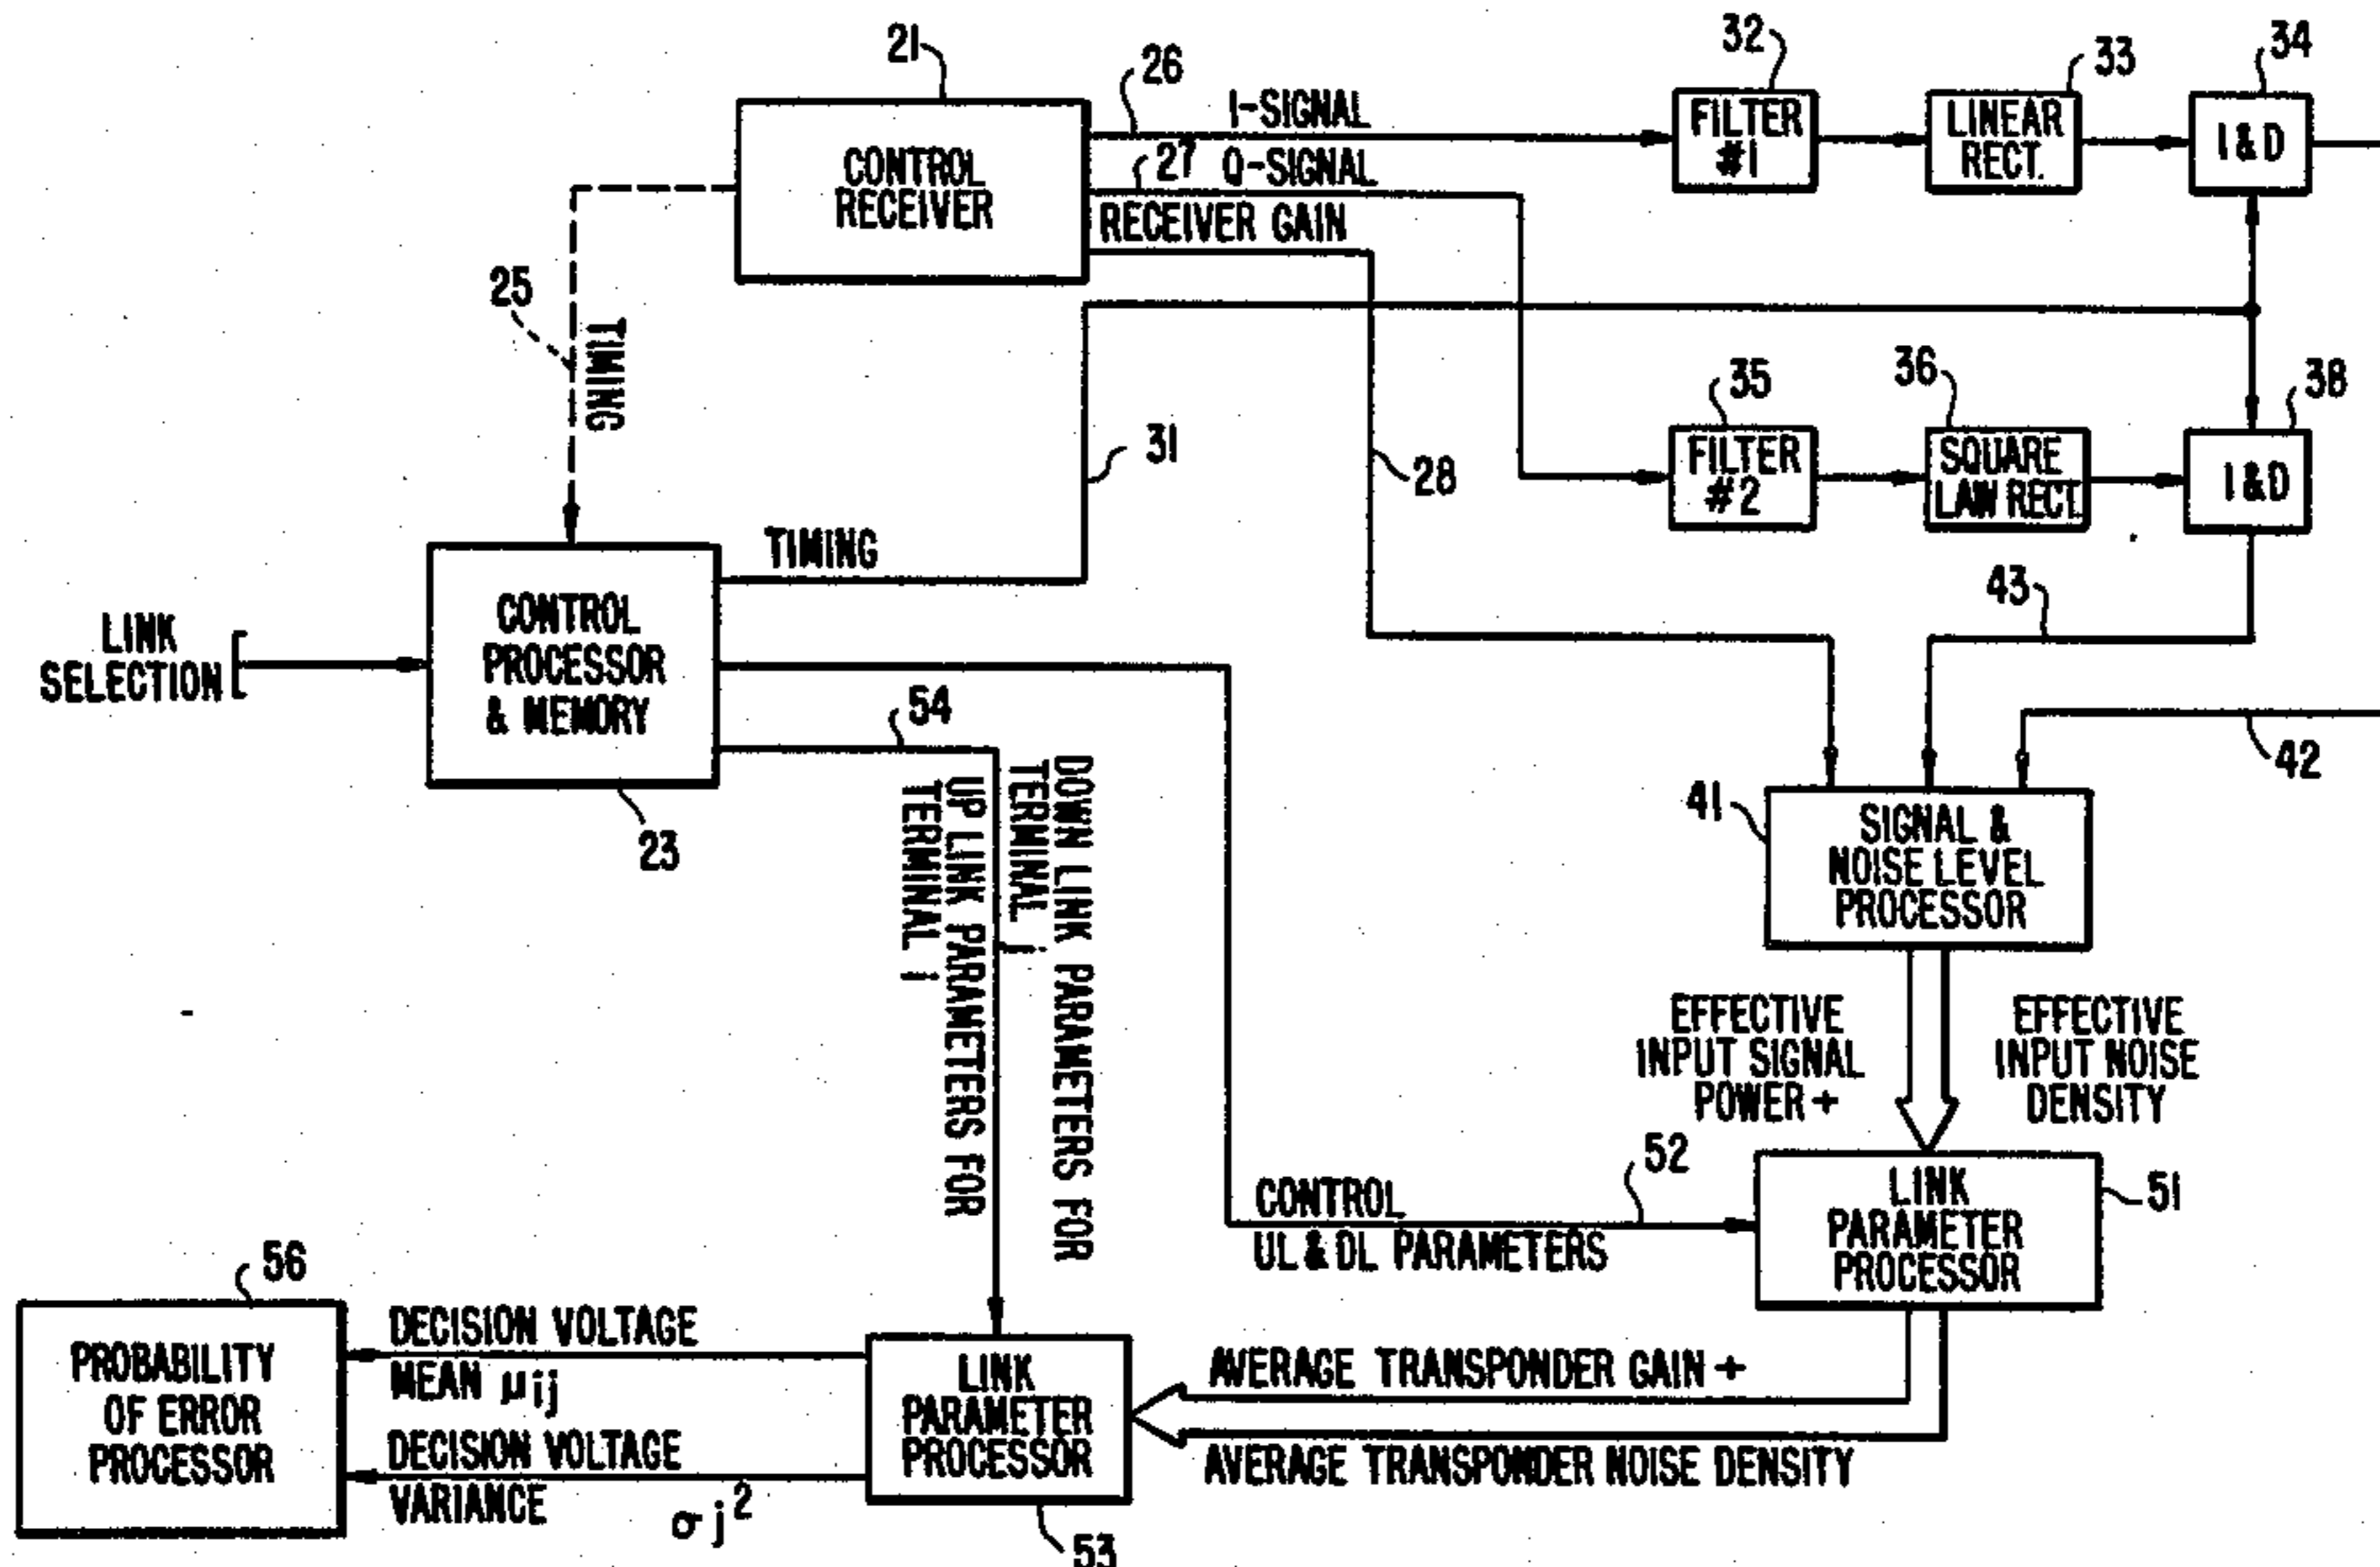 21
CONTROL
RECEIVER
26
I-SIGNAL
27
Q-SIGNAL
RECEIVER GAIN
32
FILTER
#1
33
LINEAR
RECT.
34
I&D
25
TIMING
31
28
35
FILTER
#2
36
SQUARE
LAW RECT
38
I&D
43
42
LINK
SELECTION
TIMING
CONTROL
PROCESSOR
& MEMORY
23
54
DOWN LINK PARAMETERS FOR
TERMINAL j
UP LINK PARAMETERS FOR
TERMINAL i
41
SIGNAL &
NOISE LEVEL
PROCESSOR
EFFECTIVE
INPUT SIGNAL
POWER +
EFFECTIVE
INPUT NOISE
DENSITY
CONTROL
UL & DL PARAMETERS
52
LINK
PARAMETER
PROCESSOR
51
AVERAGE TRANSPONDER GAIN +
AVERAGE TRANSPONDER NOISE DENSITY
LINK
PARAMETER
PROCESSOR
53
DECISION VOLTAGE
MEAN μij
DECISION VOLTAGE
VARIANCE σj²
56
PROBABILITY
OF ERROR
PROCESSOR